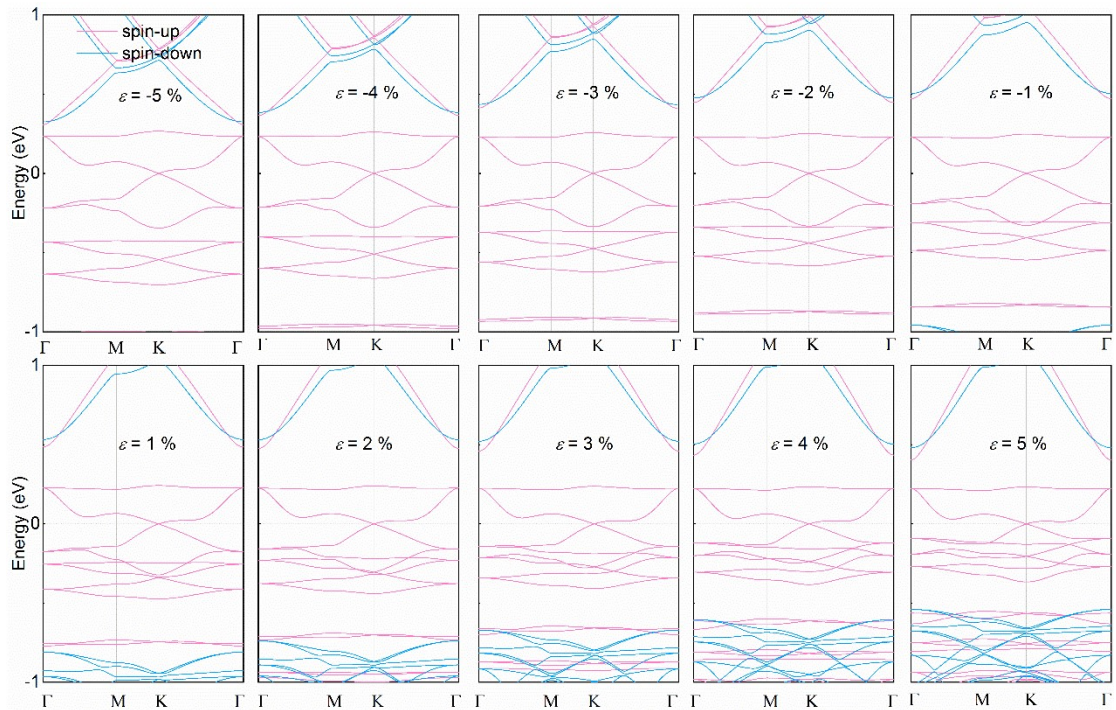 1
spin-up
spin-down
ε = -5 %
ε = -4 %
ε = -3 %
ε = -2 %
ε = -1 %
Energy (eV)
0
-1
Γ M K Γ
Γ M K Γ
Γ M K Γ
Γ M K Γ
Γ M K Γ
1
ε = 1 %
ε = 2 %
ε = 3 %
ε = 4 %
ε = 5 %
Energy (eV)
0
-1
Γ M K Γ
Γ M K Γ
Γ M K Γ
Γ M K Γ
Γ M K Γ